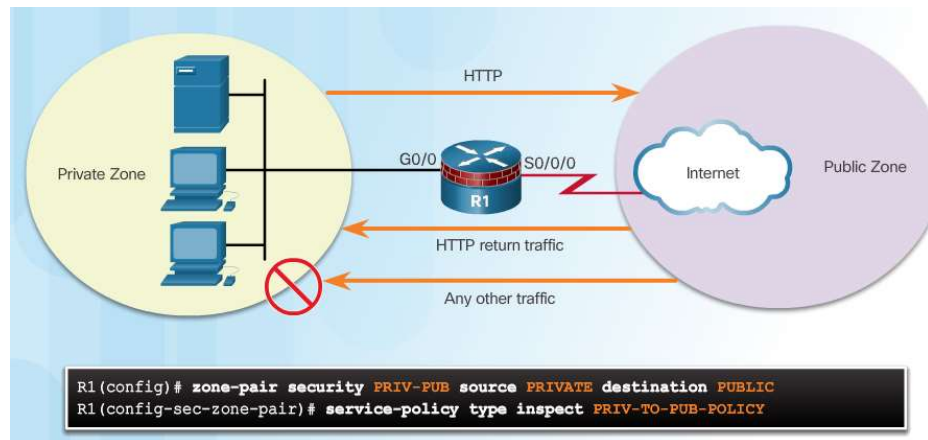 HTTP
Private Zone
G0/0
S0/0/0
R1
Internet
Public Zone
HTTP return traffic
Any other traffic
R1(config)# zone-pair security PRIV-PUB source PRIVATE destination PUBLIC
R1(config-sec-zone-pair)# service-policy type inspect PRIV-TO-PUB-POLICY